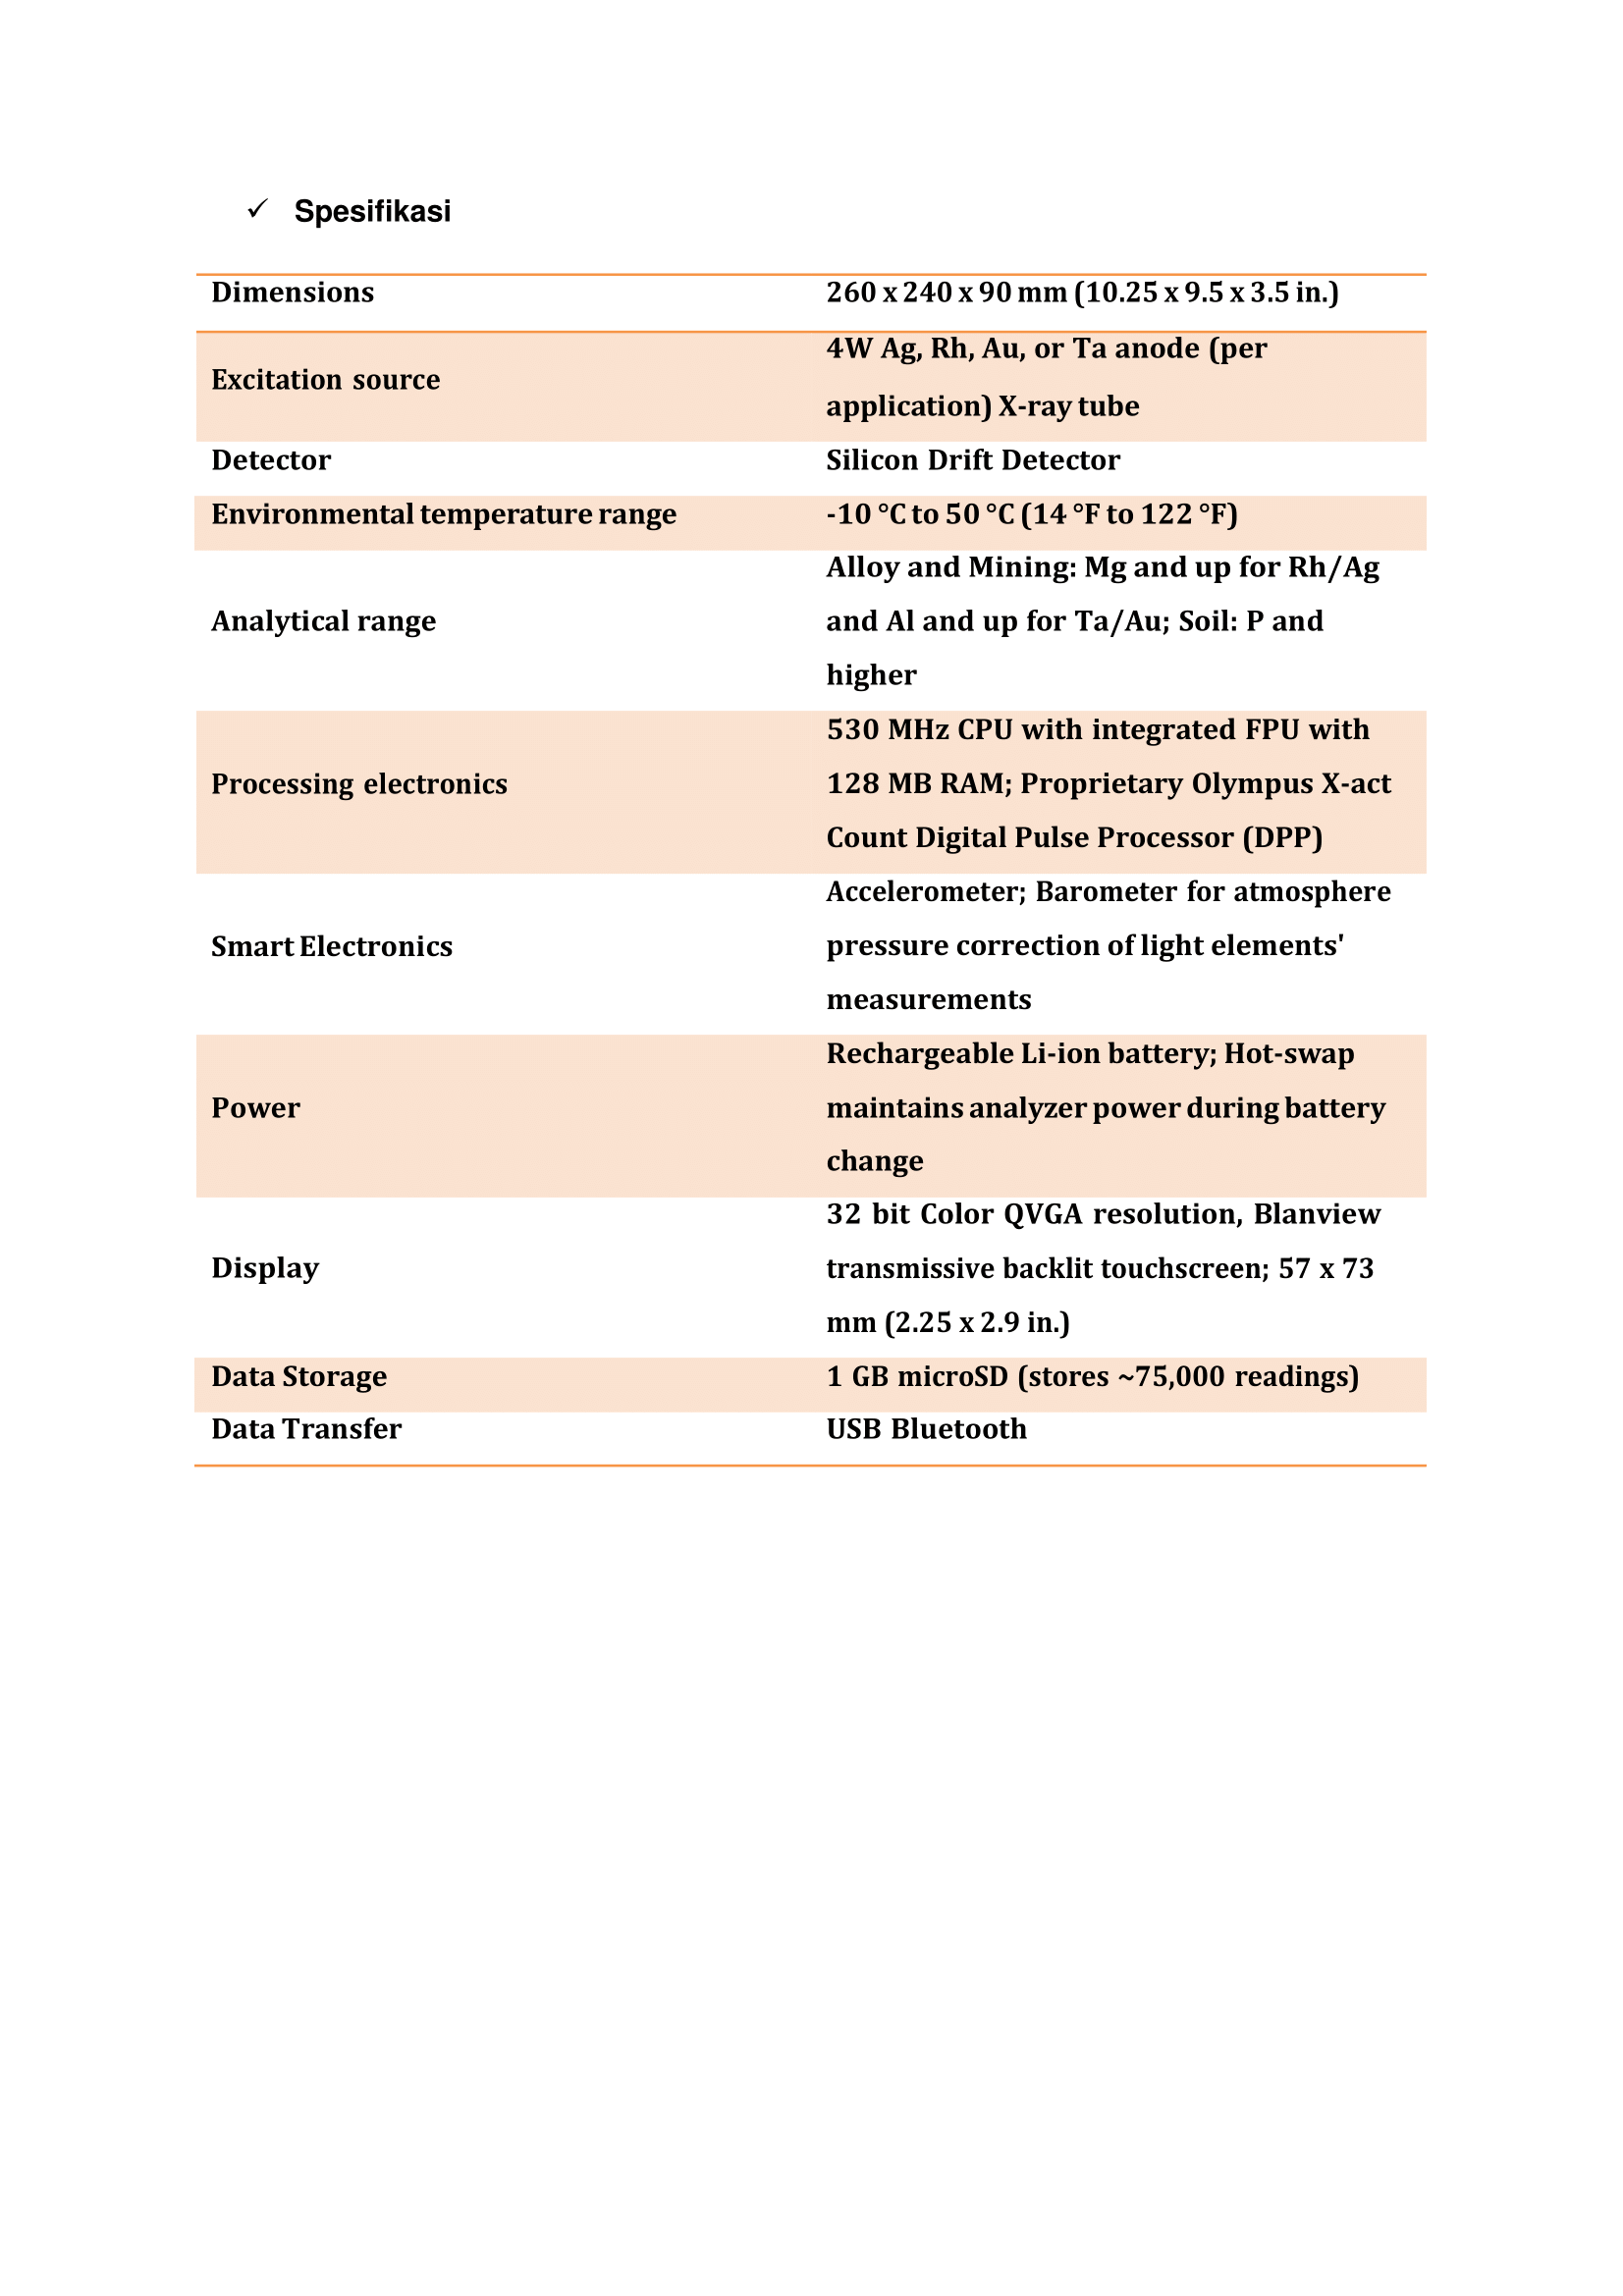 ✓ Spesifikasi
Dimensions 260 x 240 x 90 mm (10.25 x 9.5 x 3.5 in.)
Excitation source 4W Ag, Rh, Au, or Ta anode (per
application) X-ray tube
Detector Silicon Drift Detector
Environmental temperature range -10 °C to 50 °C (14 °F to 122 °F)
Analytical range Alloy and Mining: Mg and up for Rh/Ag
and Al and up for Ta/Au; Soil: P and
higher
Processing electronics 530 MHz CPU with integrated FPU with
128 MB RAM; Proprietary Olympus X-act
Count Digital Pulse Processor (DPP)
Smart Electronics Accelerometer; Barometer for atmosphere
pressure correction of light elements'
measurements
Power Rechargeable Li-ion battery; Hot-swap
maintains analyzer power during battery
change
Display 32 bit Color QVGA resolution, Blanview
transmissive backlit touchscreen; 57 x 73
mm (2.25 x 2.9 in.)
Data Storage 1 GB microSD (stores ~75,000 readings)
Data Transfer USB Bluetooth